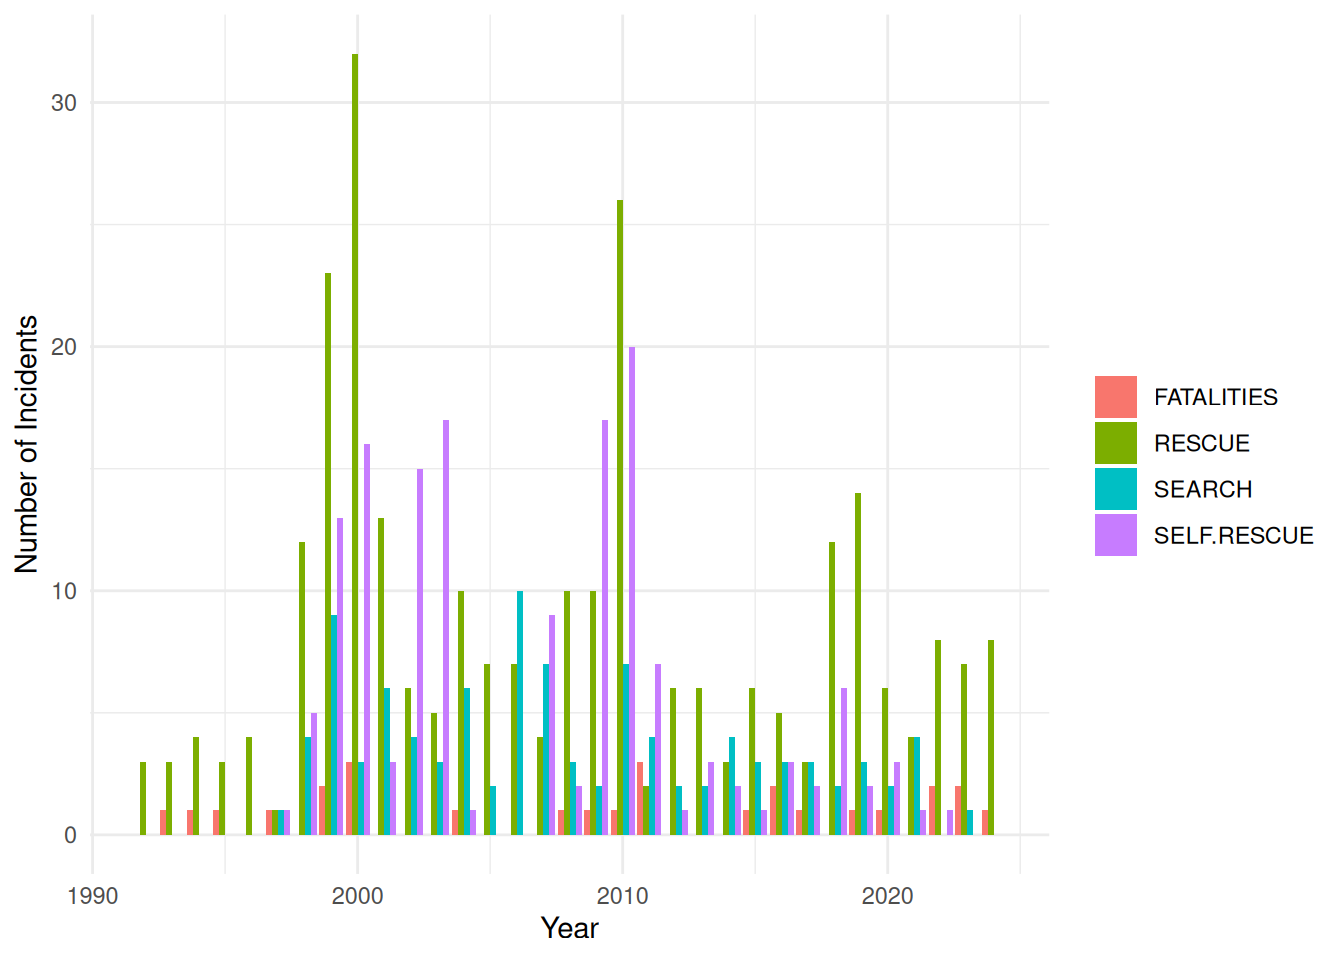 30
20
10
0
Number of Incidents
1990
2000
2010
2020
Year
FATALITIES
RESCUE
SEARCH
SELF.RESCUE